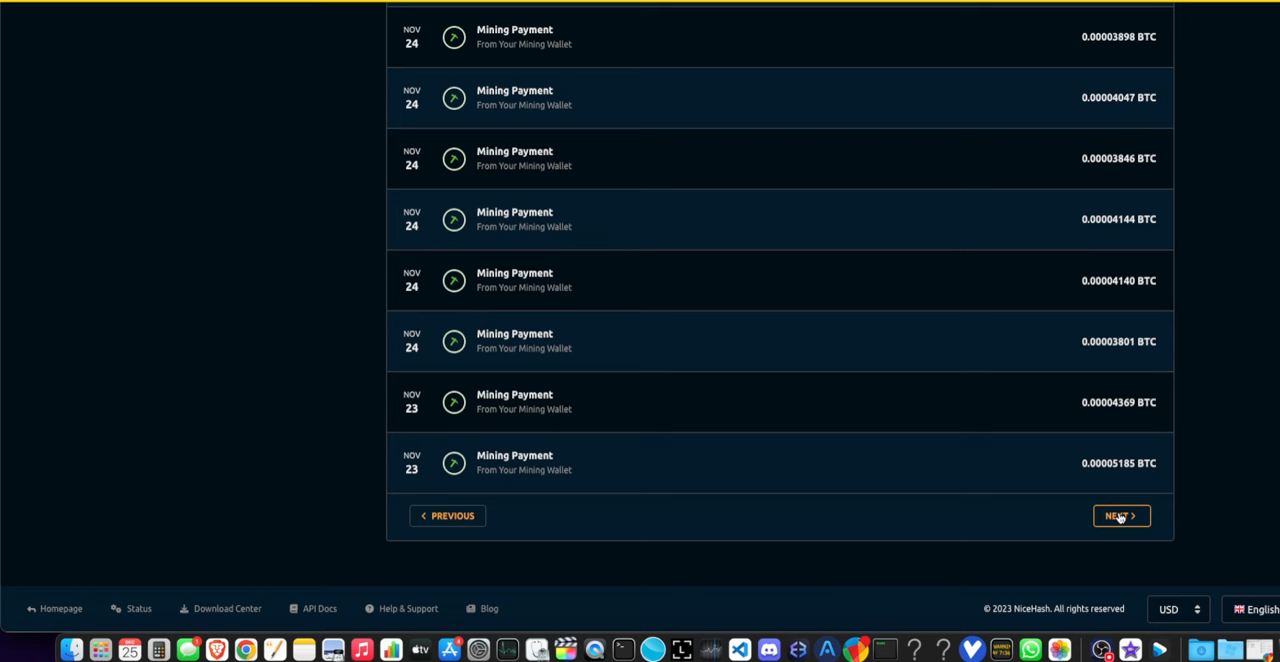 NOV
24
Mining Payment
From Your Mining Wallet
0.00003898 BTC
NOV
24
Mining Payment
From Your Mining Wallet
0.00004047 BTC
NOV
24
Mining Payment
From Your Mining Wallet
0.00003846 BTC
NOV
24
Mining Payment
From Your Mining Wallet
0.00004144 BTC
NOV
24
Mining Payment
From Your Mining Wallet
0.00004140 BTC
NOV
24
Mining Payment
From Your Mining Wallet
0.00003801 BTC
NOV
23
Mining Payment
From Your Mining Wallet
0.00004369 BTC
NOV
23
Mining Payment
From Your Mining Wallet
0.00005185 BTC
PREVIOUS
NEXT
Homepage
Status
Download Center
API Docs
Help & Support
Blog
© 2023 NiceHash. All rights reserved
USD
English
DEC
25
tv